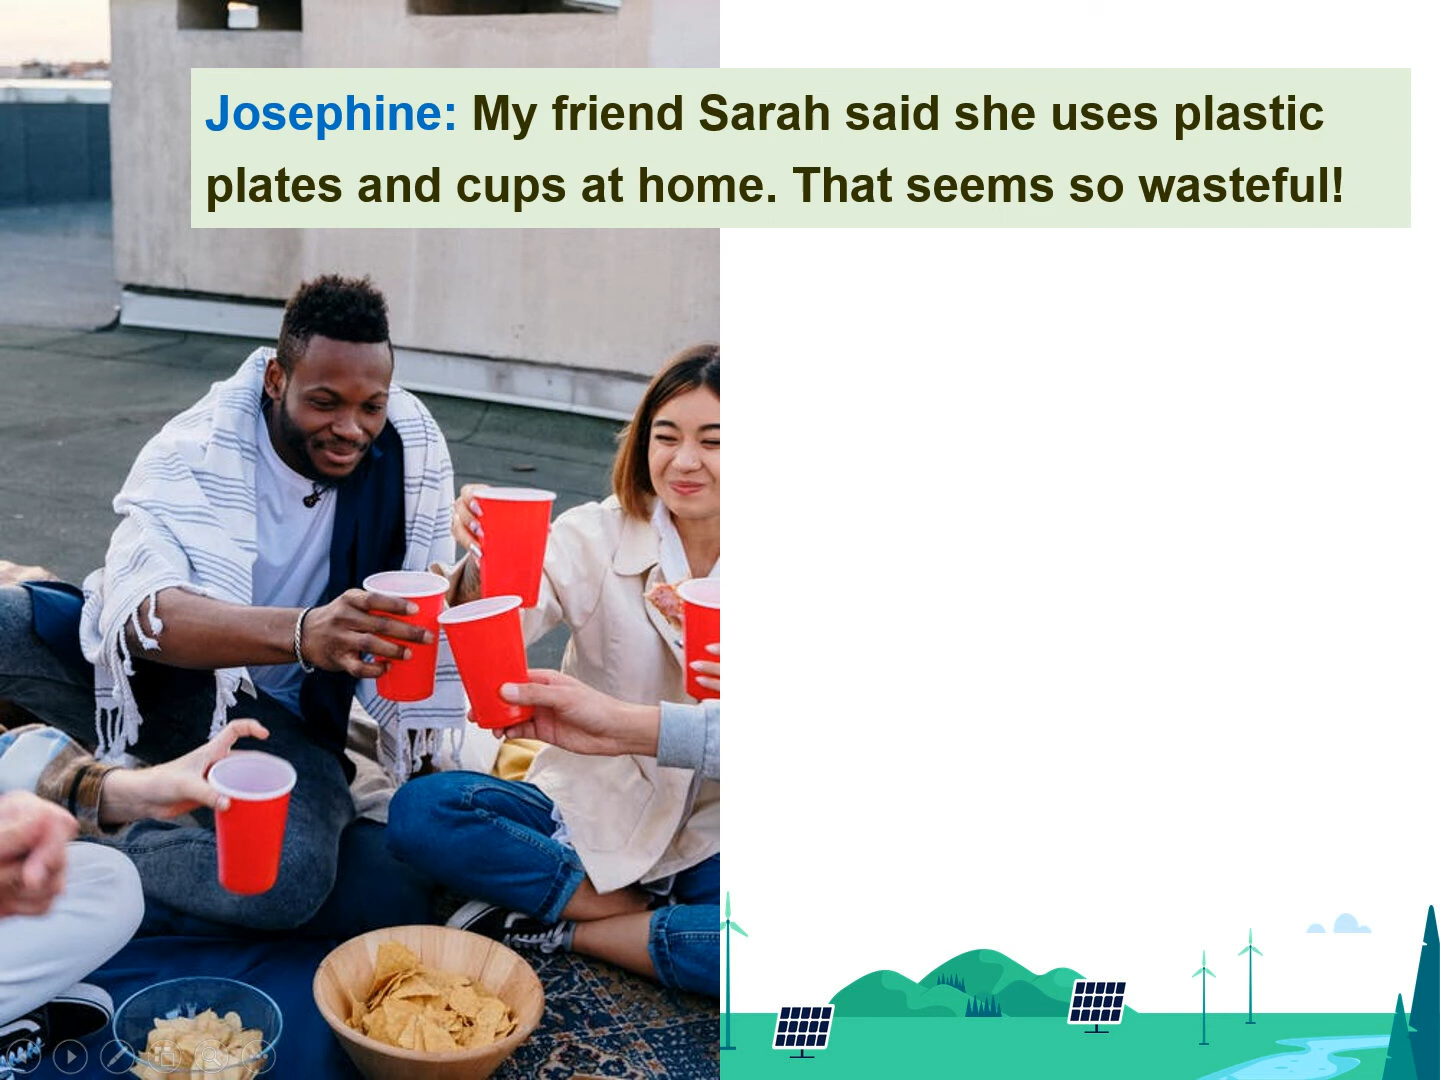 Josephine: My friend Sarah said she uses plastic
plates and cups at home. That seems so wasteful!